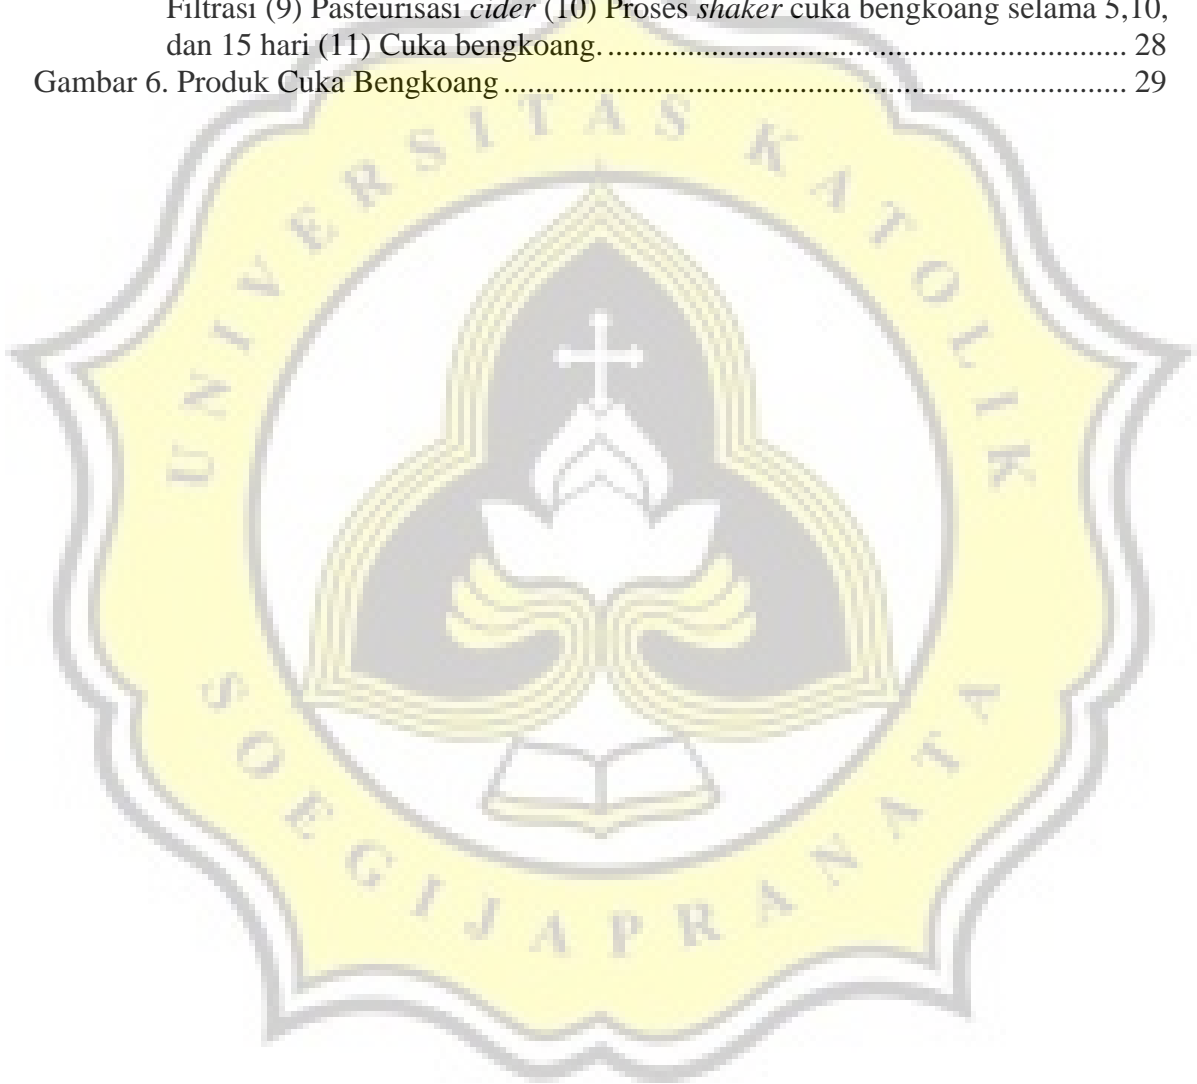 Filtrasi (9) Pasteurisasi cider (10) Proses shaker cuka bengkoang selama 5,10,
dan 15 hari (11) Cuka bengkoang. .................................................................. 28
Gambar 6. Produk Cuka Bengkoang ............................................................................... 29
UNIVERSITAS KATOLIK
SOEGIJAPRANATA